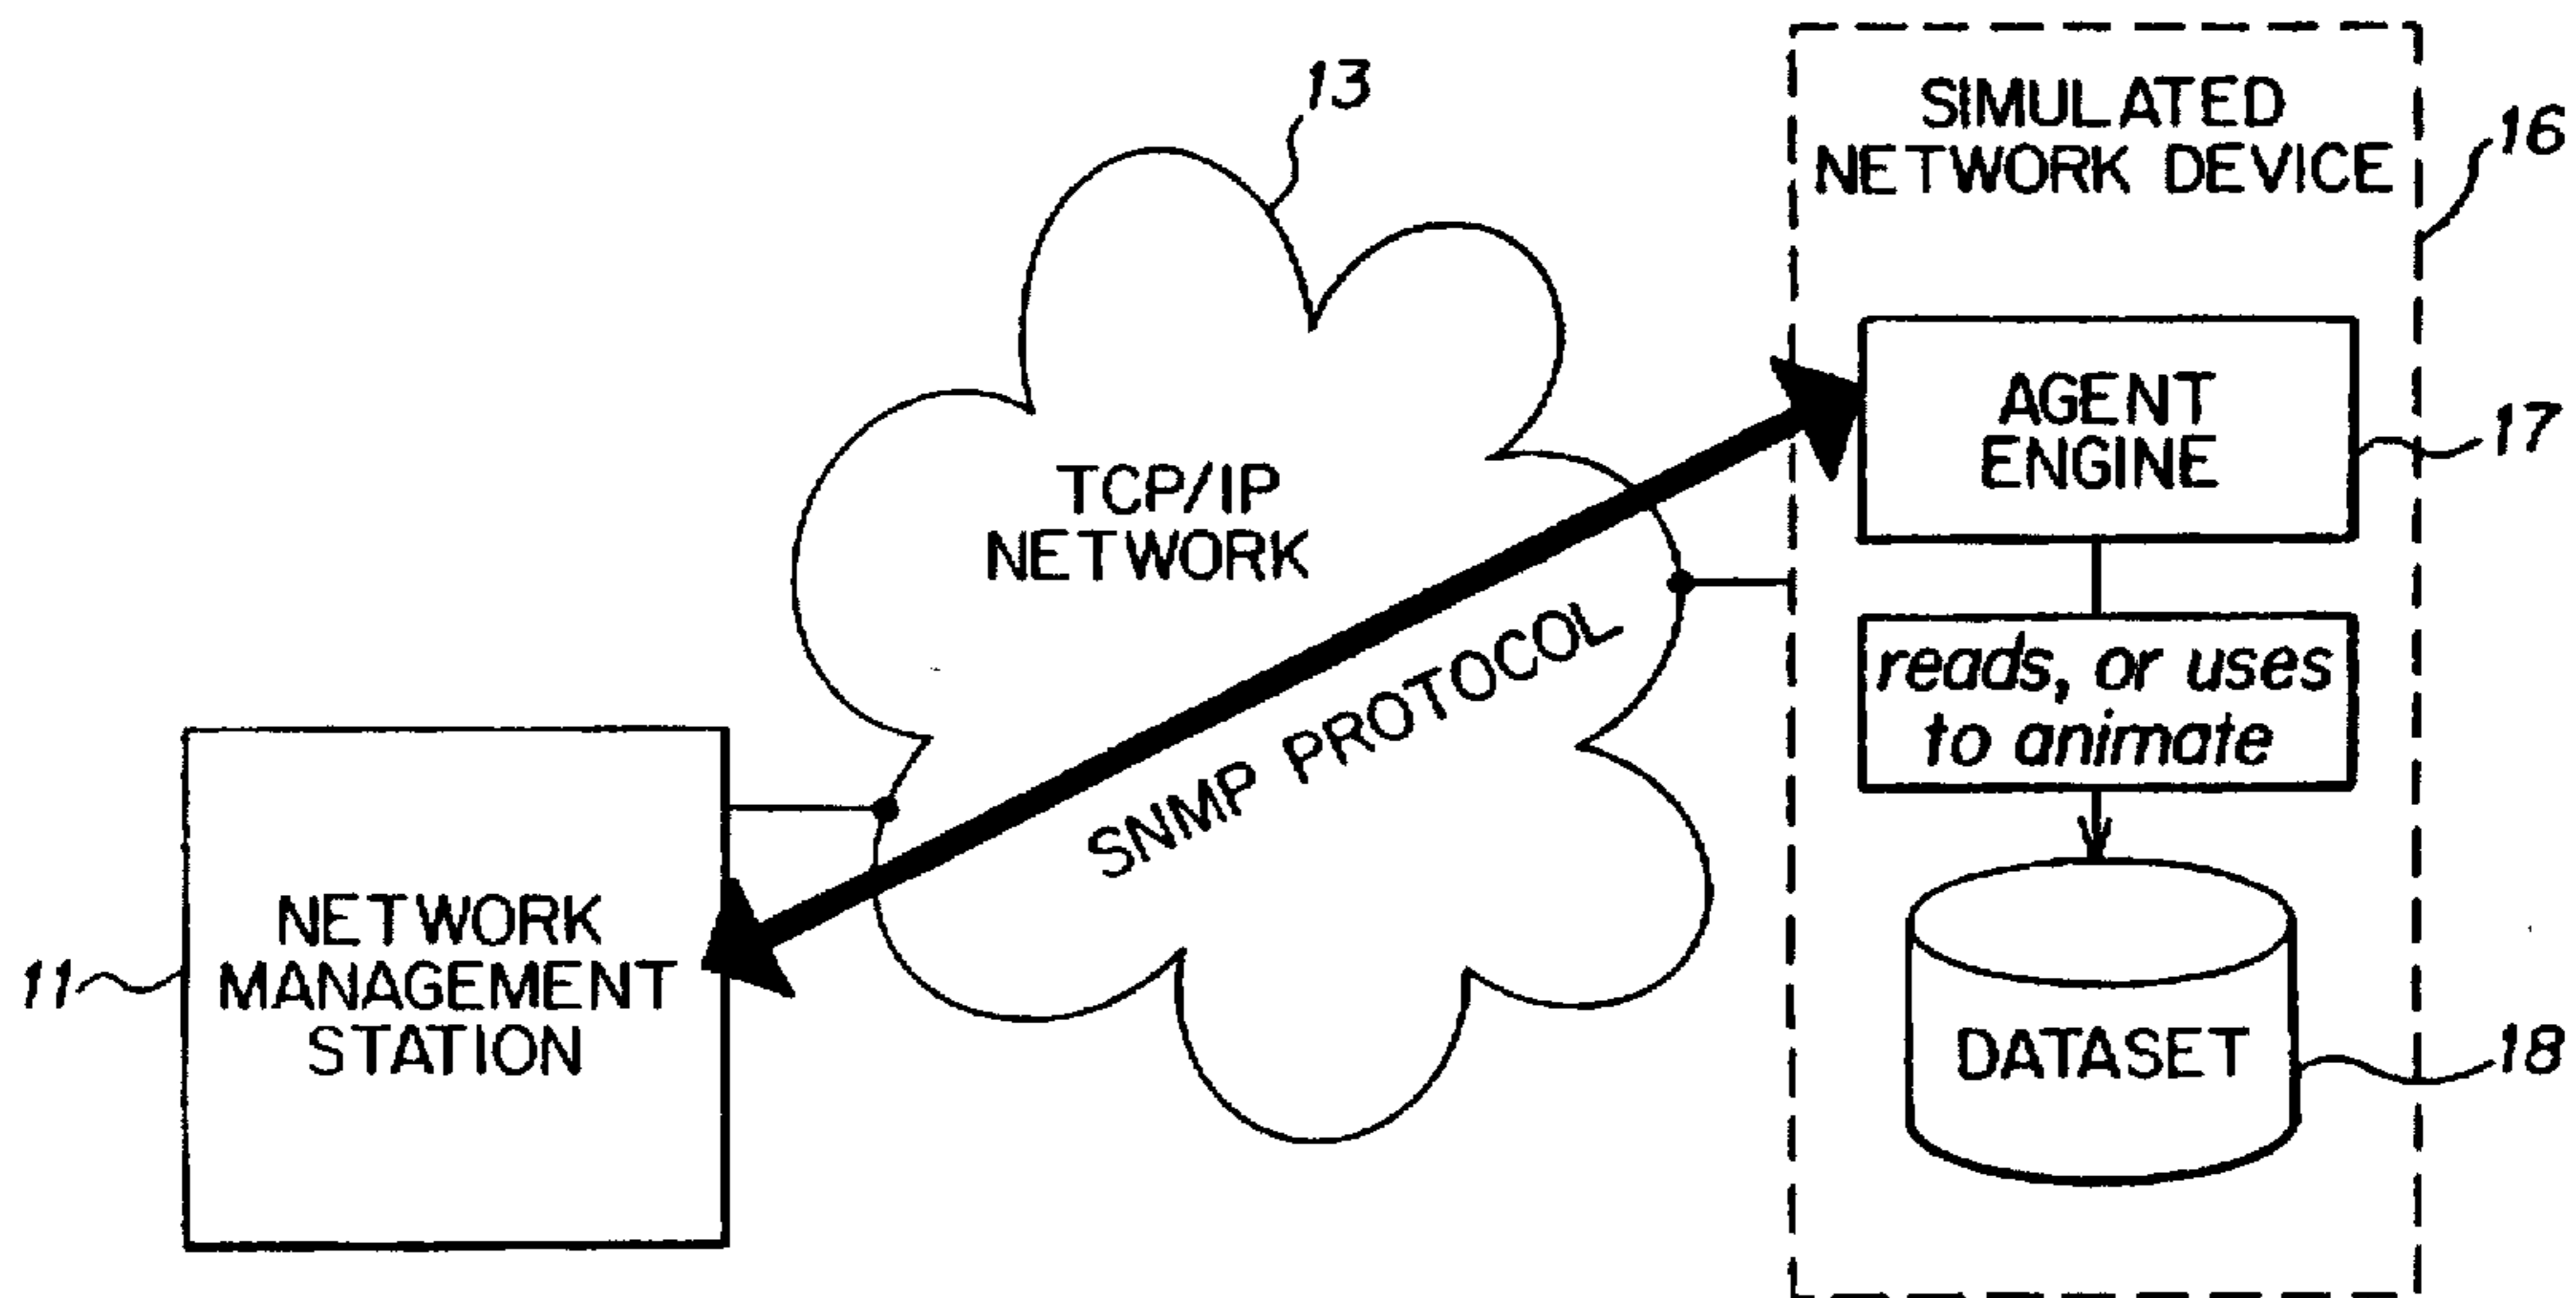 13
SIMULATED
NETWORK DEVICE
16
AGENT
ENGINE
17
TCP/IP
NETWORK
SNMP PROTOCOL
reads, or uses
to animate
NETWORK
MANAGEMENT
STATION
11
DATASET
18